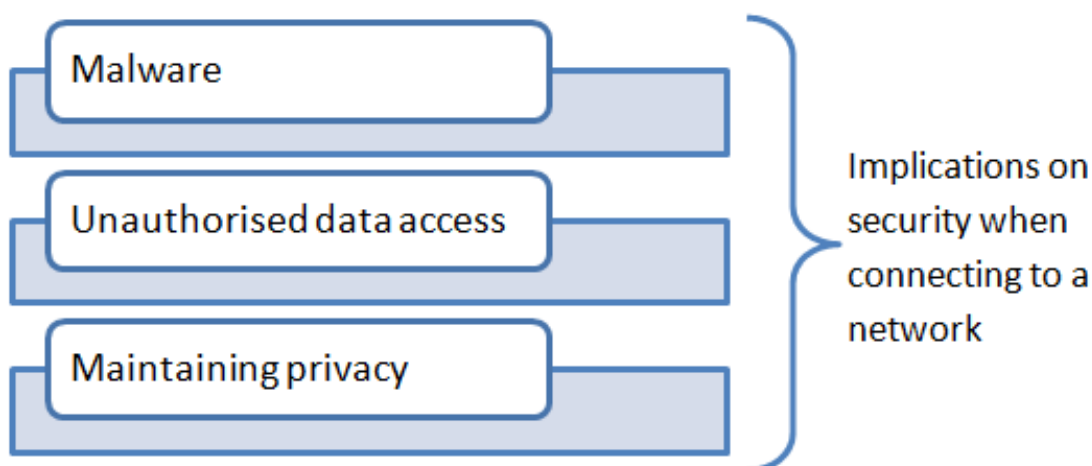 Malware
Unauthorised data access
Maintaining privacy
Implications on
security when
connecting to a
network